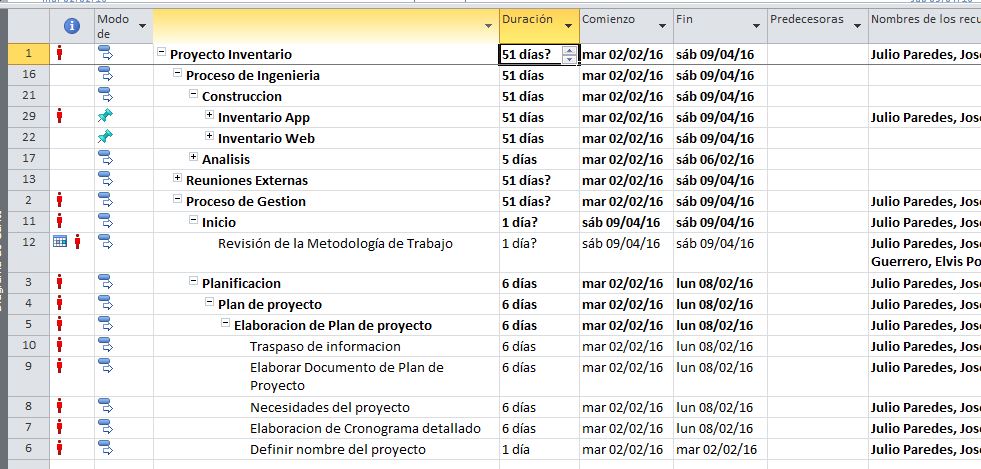 Modo de
Duración Comienzo Fin Predecesoras Nombres de los recu
1 Proyecto Inventario 51 días? mar 02/02/16 sáb 09/04/16 Julio Paredes, Jos
16 Proceso de Ingenieria 51 días mar 02/02/16 sáb 09/04/16
21 Construccion 51 días mar 02/02/16 sáb 09/04/16
29 Inventario App 51 días mar 02/02/16 sáb 09/04/16 Julio Paredes, Jos
22 Inventario Web 51 días mar 02/02/16 sáb 09/04/16
17 Analisis 5 días mar 02/02/16 sáb 06/02/16
13 Reuniones Externas 51 días? mar 02/02/16 sáb 09/04/16
2 Proceso de Gestion 51 días? mar 02/02/16 sáb 09/04/16 Julio Paredes, Jos
11 Inicio 1 día? sáb 09/04/16 sáb 09/04/16 Julio Paredes, Jos
12 Revisión de la Metodología de Trabajo 1 día? sáb 09/04/16 sáb 09/04/16 Julio Paredes, Jos
Guerrero, Elvis Po
3 Planificacion 6 días mar 02/02/16 lun 08/02/16 Julio Paredes, Jos
4 Plan de proyecto 6 días mar 02/02/16 lun 08/02/16 Julio Paredes, Jos
5 Elaboracion de Plan de proyecto 6 días mar 02/02/16 lun 08/02/16 Julio Paredes, Jos
10 Traspaso de informacion 6 días mar 02/02/16 lun 08/02/16 Julio Paredes, Jos
9 Elaborar Documento de Plan de 6 días mar 02/02/16 lun 08/02/16 Julio Paredes, Jos
Proyecto
8 Necesidades del proyecto 6 días mar 02/02/16 lun 08/02/16 Julio Paredes, Jos
7 Elaboracion de Cronograma detallado 6 días mar 02/02/16 lun 08/02/16 Julio Paredes, Jos
6 Definir nombre del proyecto 1 día mar 02/02/16 mar 02/02/16 Julio Paredes, Jos